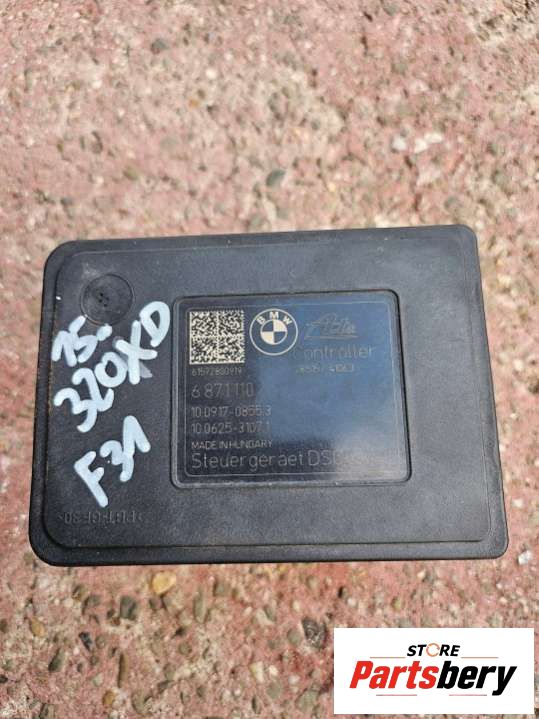 BMW
Ate
Controller
61572800919
6 871 110
10.0917-0855.3
10.0625-3107.1
MADE IN HUNGARY
Steuergeraet DSC
15-
320XD
F31
STORE
Partsbery